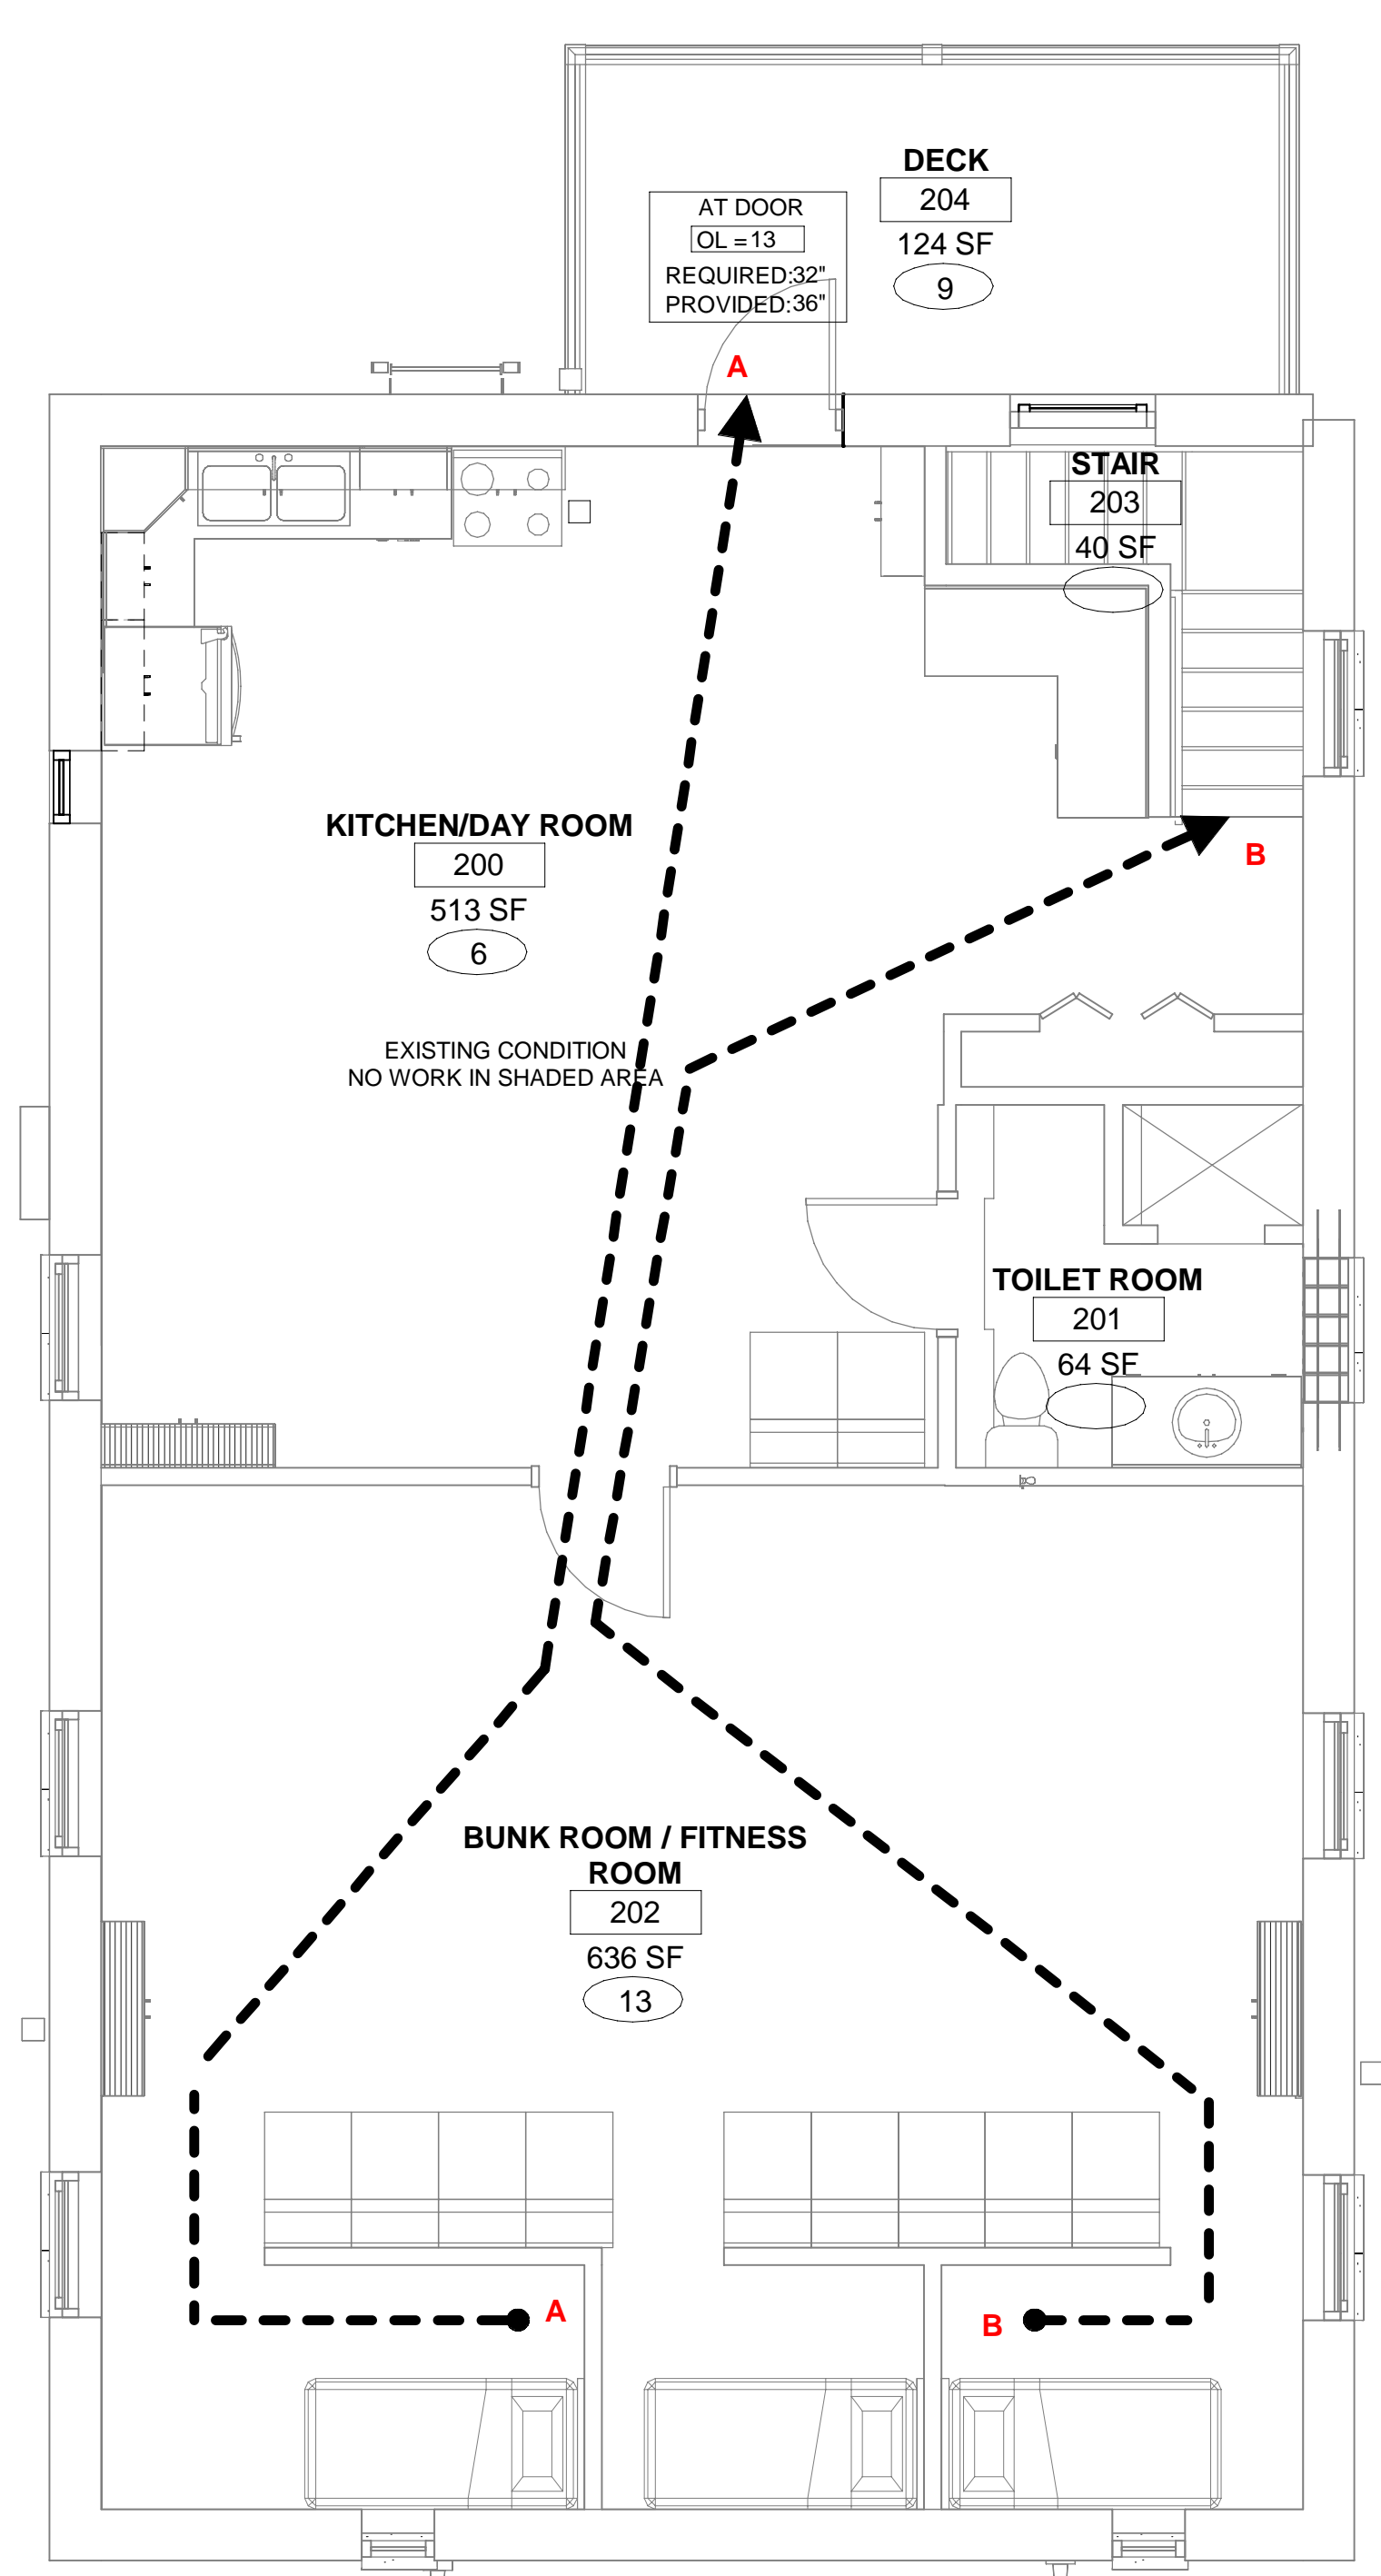 DECK
204
124 SF
9
AT DOOR
OL = 13
REQUIRED: 32"
PROVIDED: 36"
A
STAIR
203
40 SF
KITCHEN/DAY ROOM
200
513 SF
6
B
EXISTING CONDITION
NO WORK IN SHADED AREA
TOILET ROOM
201
64 SF
BUNK ROOM / FITNESS
ROOM
202
636 SF
13
A
B